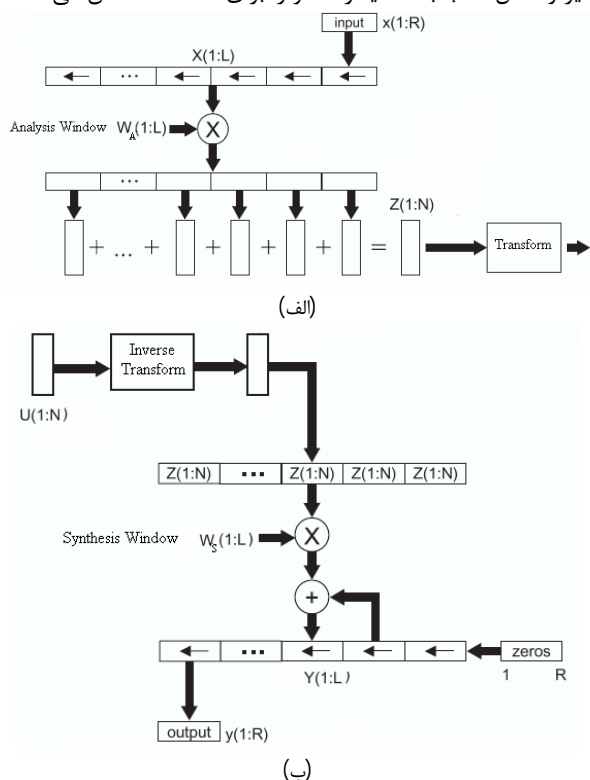 input x(1:R)
X(1:L)
Analysis Window W_A(1:L) X
...
Z(1:N)
+ ... + + + + = Transform
(الف)
Inverse
Transform
U(1:N)
Z(1:N) ... Z(1:N) Z(1:N) Z(1:N)
Synthesis Window W_S(1:L) X
+
... zeros
Y(1:L) 1 R
output y(1:R)
(ب)